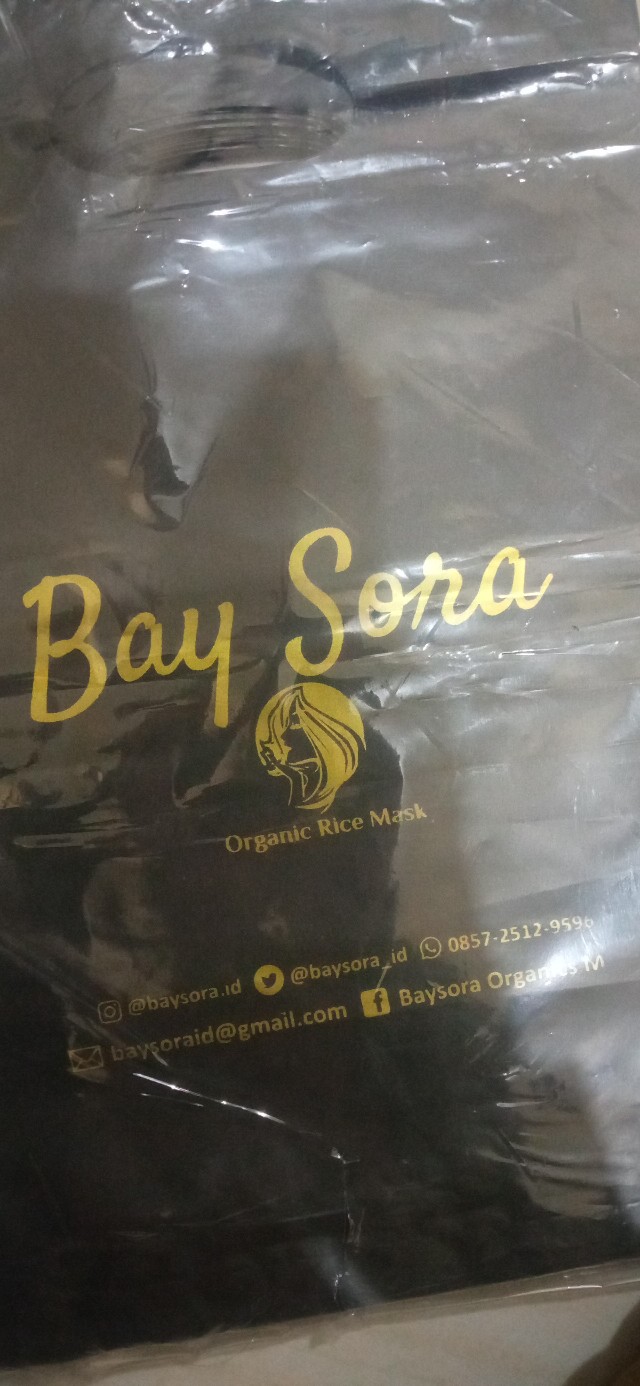 Bay Sora
Organic Rice Mask
@baysora.id @baysora_id 0857-2512-9596
baysoraid@gmail.com Baysora Organics M